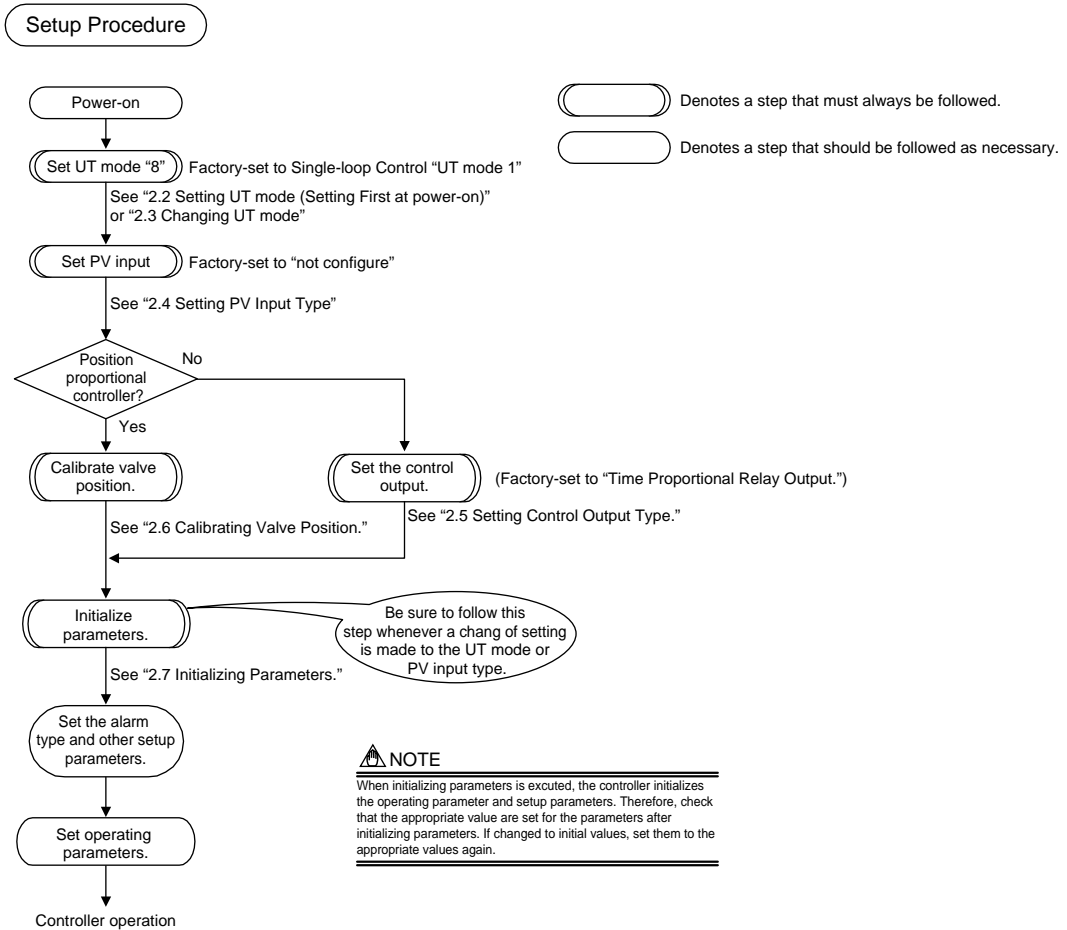 Setup Procedure
Power-on
Denotes a step that must always be followed.
Denotes a step that should be followed as necessary.
Set UT mode “8”
Factory-set to Single-loop Control “UT mode 1”
See “2.2 Setting UT mode (Setting First at power-on)”
or “2.3 Changing UT mode”
Set PV input
Factory-set to “not configure”
See “2.4 Setting PV Input Type”
Position
proportional
controller?
No
Yes
Calibrate valve
position.
See “2.6 Calibrating Valve Position.”
Set the control
output.
(Factory-set to “Time Proportional Relay Output.”)
See “2.5 Setting Control Output Type.”
Initialize
parameters.
Be sure to follow this
step whenever a chang of setting
is made to the UT mode or
PV input type.
See “2.7 Initializing Parameters.”
Set the alarm
type and other setup
parameters.
NOTE
When initializing parameters is excuted, the controller initializes
the operating parameter and setup parameters. Therefore, check
that the appropriate value are set for the parameters after
initializing parameters. If changed to initial values, set them to the
appropriate values again.
Set operating
parameters.
Controller operation